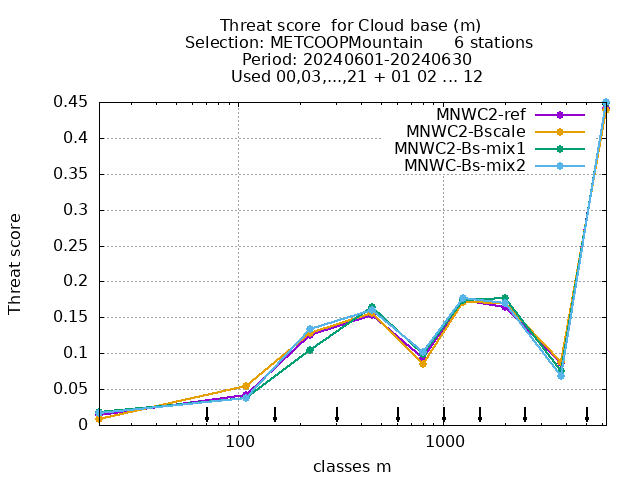 Threat score  for Cloud base (m)
Selection: METCOOPMountain      6 stations
Period: 20240601-20240630
Used 00,03,...,21 + 01 02 ... 12
MNWC2-ref
MNWC2-Bscale
MNWC2-Bs-mix1
MNWC-Bs-mix2
0.45
0.4
0.35
0.3
0.25
0.2
0.15
0.1
0.05
0
Threat score
100
1000
classes m